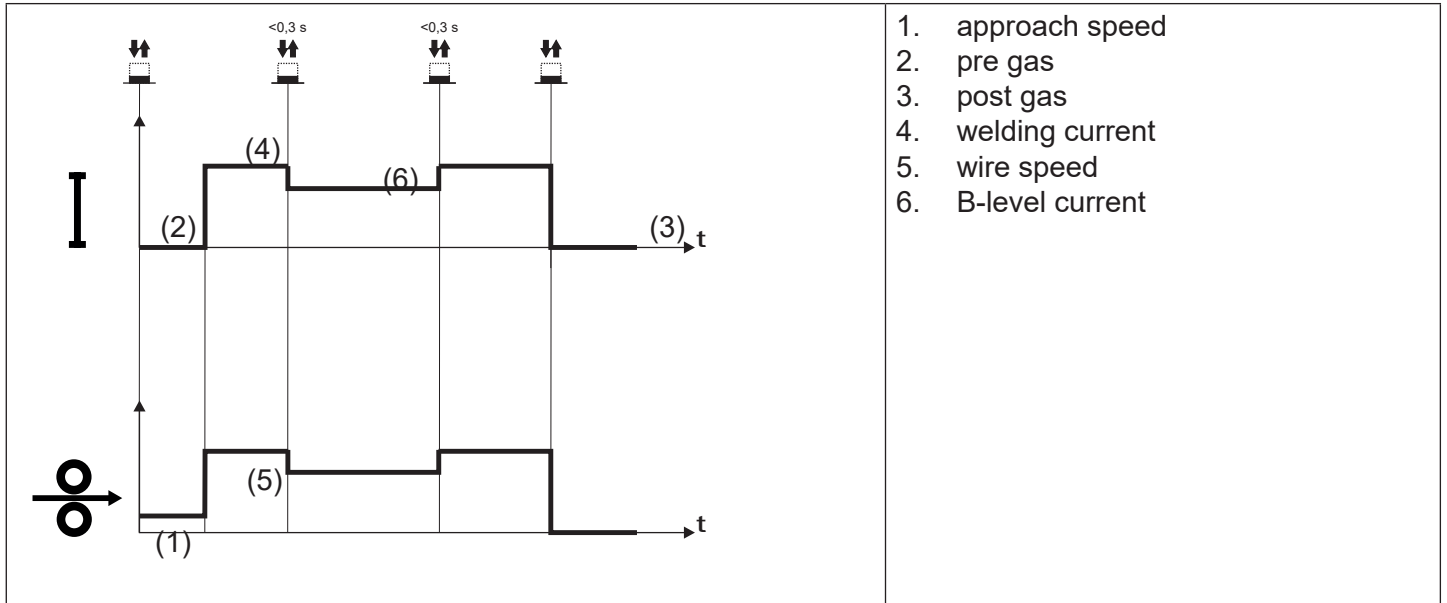 <0,3 s
<0,3 s
(4)
(6)
(2)
(3)
t
(5)
t
(1)
1. approach speed
2. pre gas
3. post gas
4. welding current
5. wire speed
6. B-level current